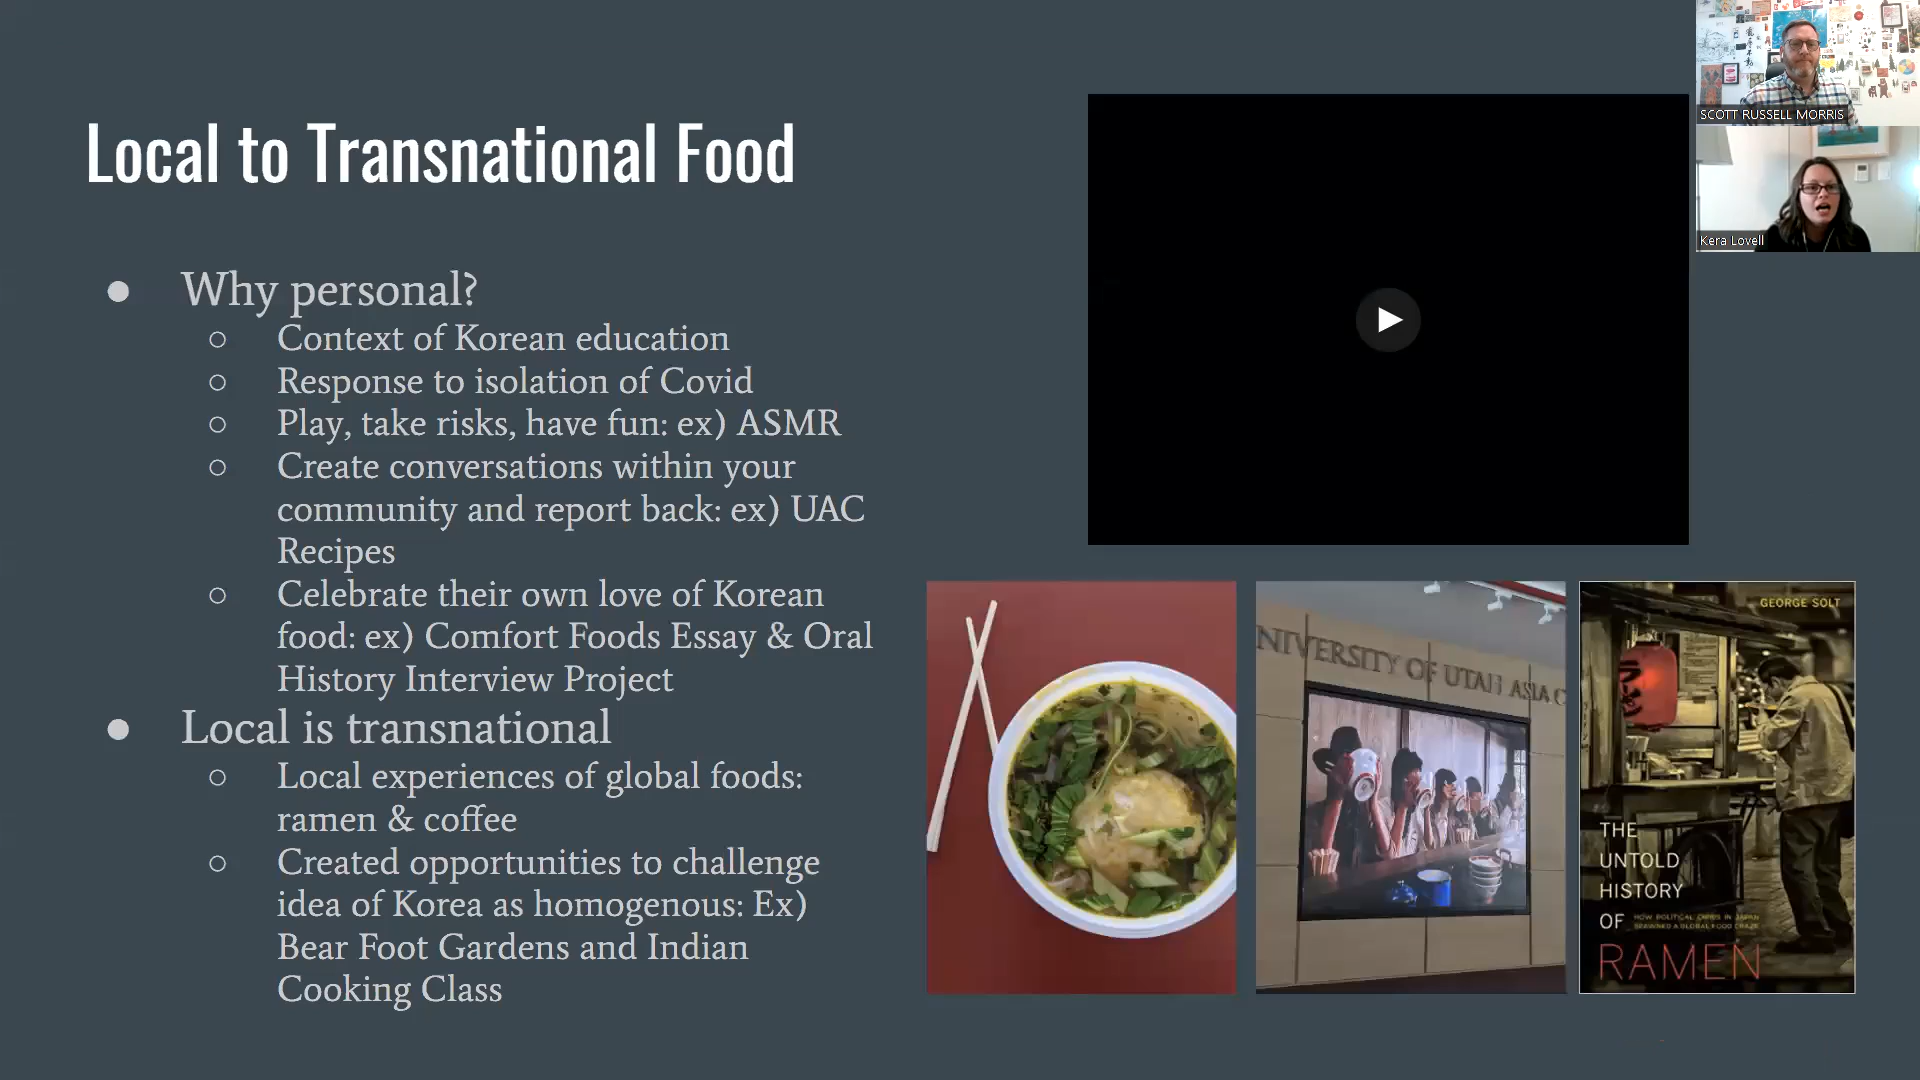 Local to Transnational Food
● Why personal?
○ Context of Korean education
○ Response to isolation of Covid
○ Play, take risks, have fun: ex) ASMR
○ Create conversations within your
community and report back: ex) UAC
Recipes
○ Celebrate their own love of Korean
food: ex) Comfort Foods Essay & Oral
History Interview Project
● Local is transnational
○ Local experiences of global foods:
ramen & coffee
○ Created opportunities to challenge
idea of Korea as homogenous: Ex)
Bear Foot Gardens and Indian
Cooking Class
SCOTT RUSSELL MORRIS
Kera Lovell
NIVERSITY OF UTAH ASIA C
GEORGE SOLT
THE
UNTOLD
HISTORY
OF
HOW POLITICAL CRISIS IN JAPAN
SPAWNED A GLOBAL FOOD CRAZE
RAMEN